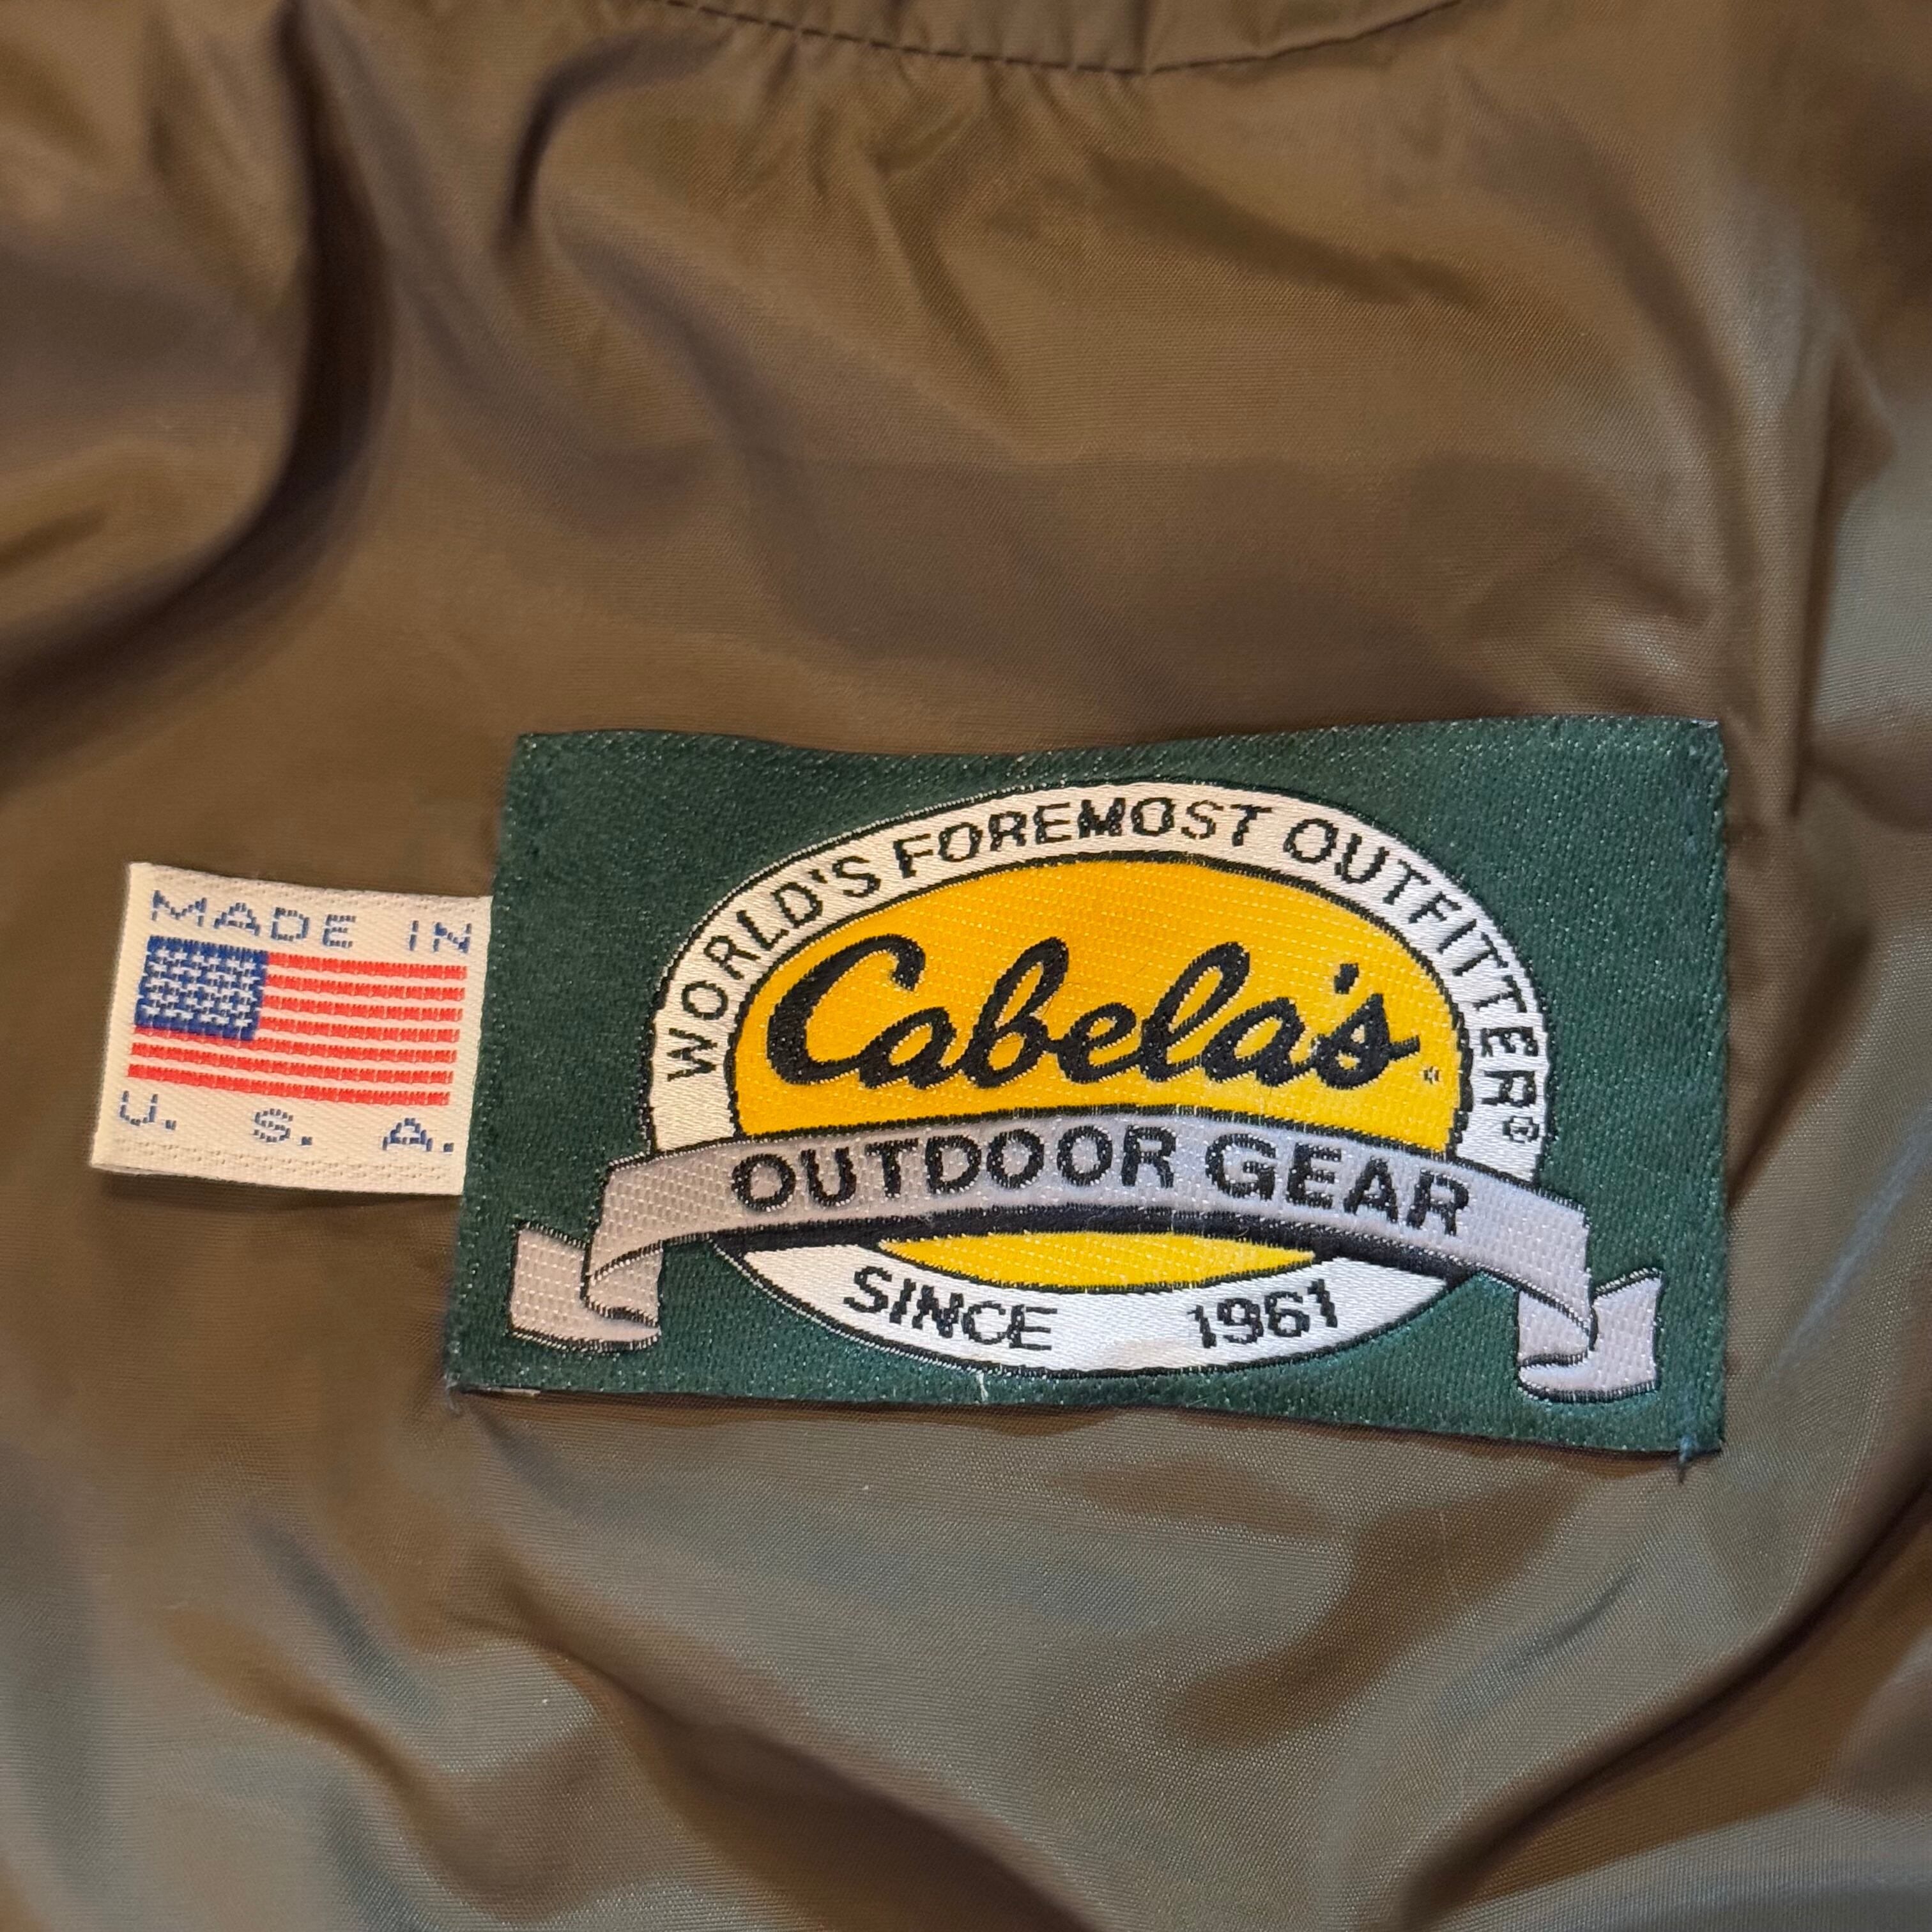 MADE IN
U. S. A.
WORLD'S FOREMOST OUTFITTER®
Cabela's
OUTDOOR GEAR
SINCE 1961